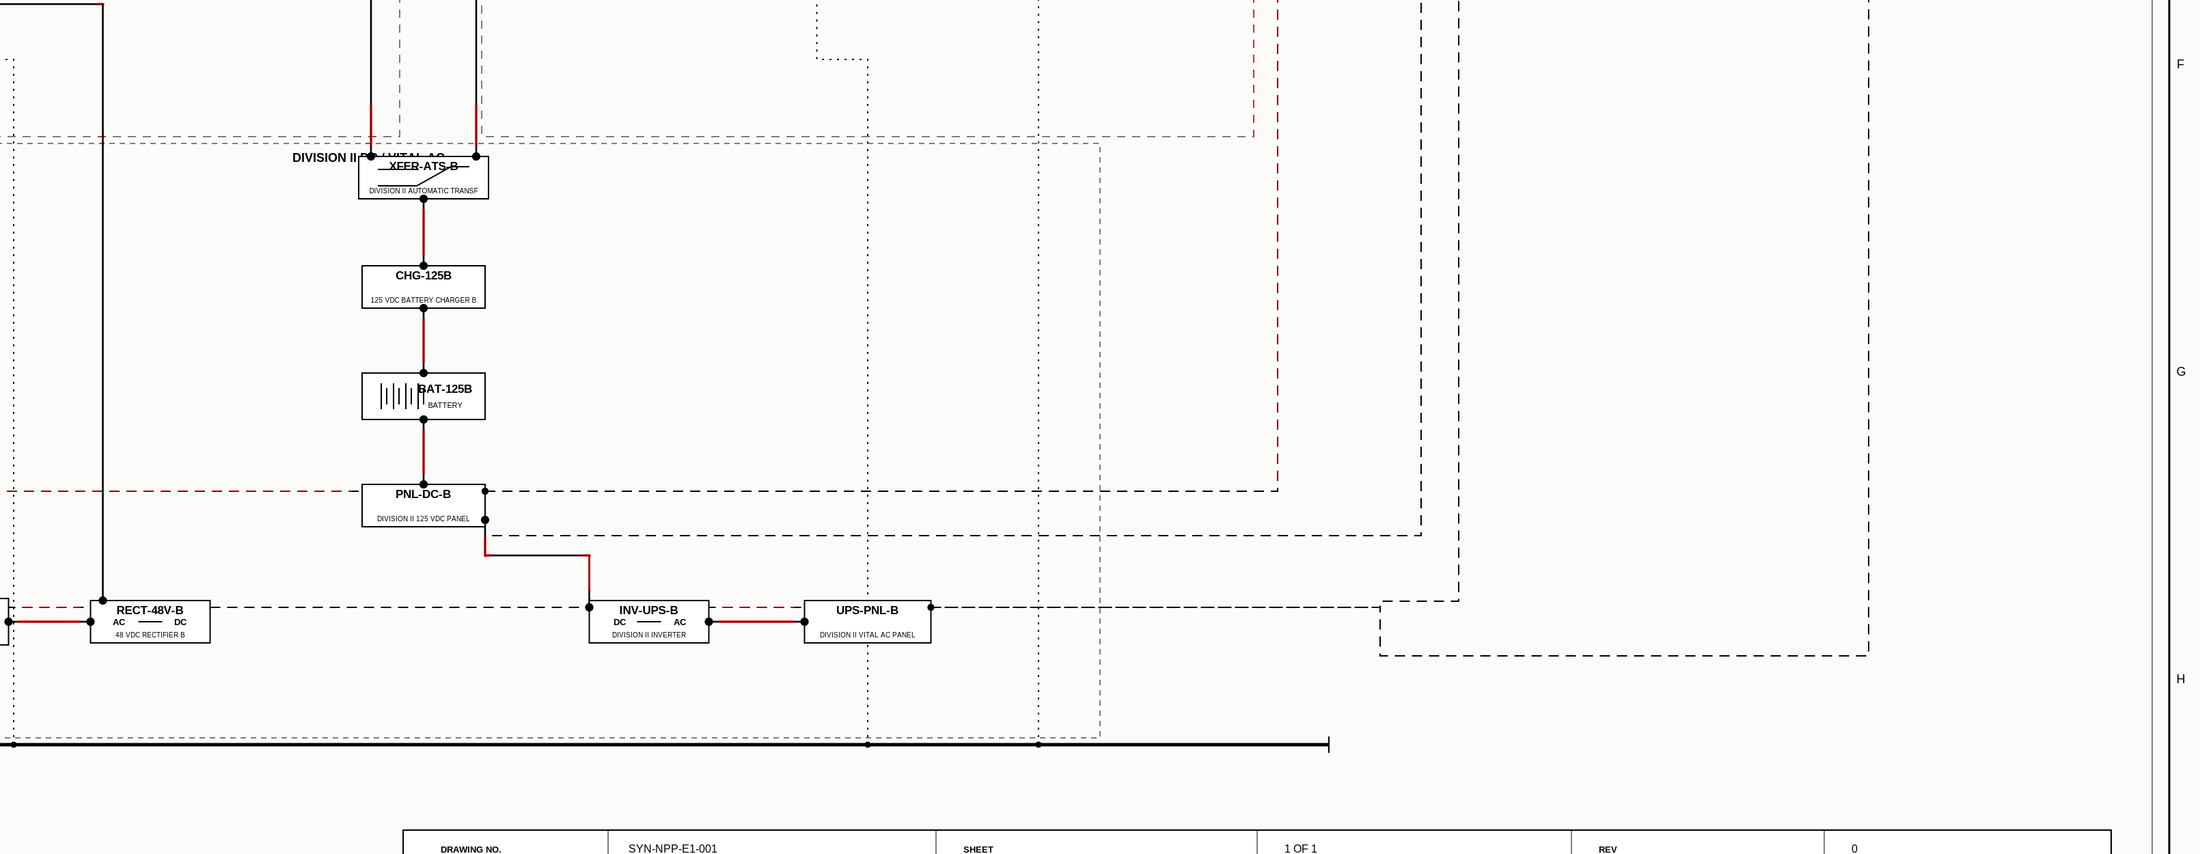 F
DIVISION II DC / VITAL AC
XFER-ATS-B
DIVISION II AUTOMATIC TRANSF
CHG-125B
125 VDC BATTERY CHARGER B
G
BAT-125B
BATTERY
PNL-DC-B
DIVISION II 125 VDC PANEL
RECT-48V-B
AC DC
48 VDC RECTIFIER B
INV-UPS-B
DC AC
DIVISION II INVERTER
UPS-PNL-B
DIVISION II VITAL AC PANEL
H
DRAWING NO. SYN-NPP-E1-001 SHEET 1 OF 1 REV 0